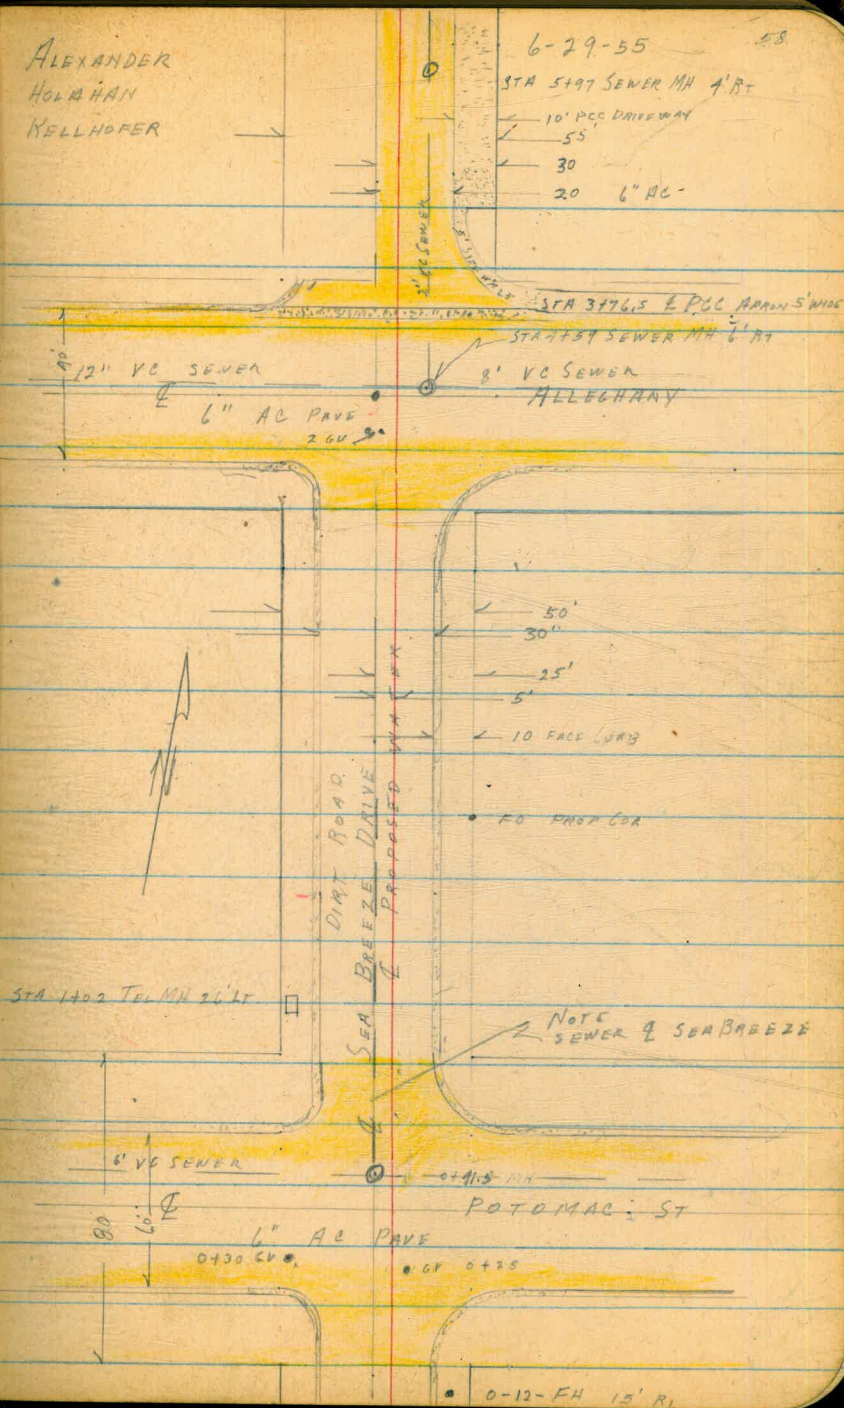 ALEXANDER
HOLAHAN
KELLHOFER
6-29-55
58
STA 5+97 SEWER MH 4' RT
10' PCC DRIVEWAY
55'
30
20 6" AC -
VC SEWER
STA 3+76.5 ℄ PCC APRON 5' WIDE
SEWER MH 6' RT
40'
12" VC SEWER
℄
8' VC SEWER
ALLEGHANY
6" AC PAVE
2 GV
50'
30"
25'
5'
10 FACE CURB
N
FD PROP COR
DIRT ROAD
℄ SEA BREEZE DRIVE
℄ PROPOSED WATER
STA 1+02 TEL MH 26' LT
NOTE
SEWER ℄ SEA BREEZE
6' VC SEWER
0+41.5 MH
POTOMAC ST
℄
80
60'
6" AC PAVE
0+30 GV
GV 0+25
0-12- FH 15' RT